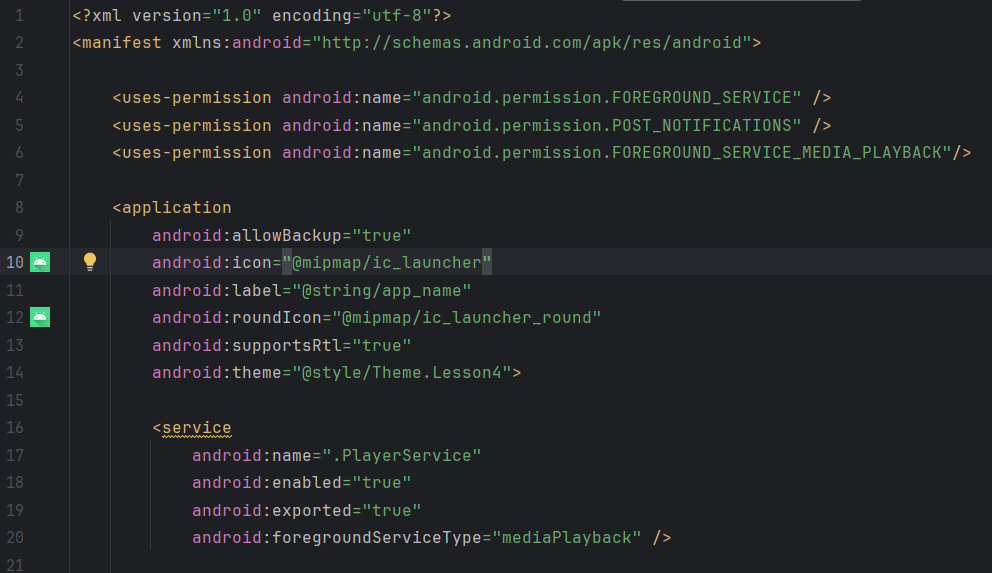 1 <?xml version="1.0" encoding="utf-8"?>
2 <manifest xmlns:android="http://schemas.android.com/apk/res/android">
3
4 <uses-permission android:name="android.permission.FOREGROUND_SERVICE" />
5 <uses-permission android:name="android.permission.POST_NOTIFICATIONS" />
6 <uses-permission android:name="android.permission.FOREGROUND_SERVICE_MEDIA_PLAYBACK"/>
7
8 <application
9 android:allowBackup="true"
10 android:icon="@mipmap/ic_launcher"
11 android:label="@string/app_name"
12 android:roundIcon="@mipmap/ic_launcher_round"
13 android:supportsRtl="true"
14 android:theme="@style/Theme.Lesson4">
15
16 <service
17 android:name=".PlayerService"
18 android:enabled="true"
19 android:exported="true"
20 android:foregroundServiceType="mediaPlayback" />
21